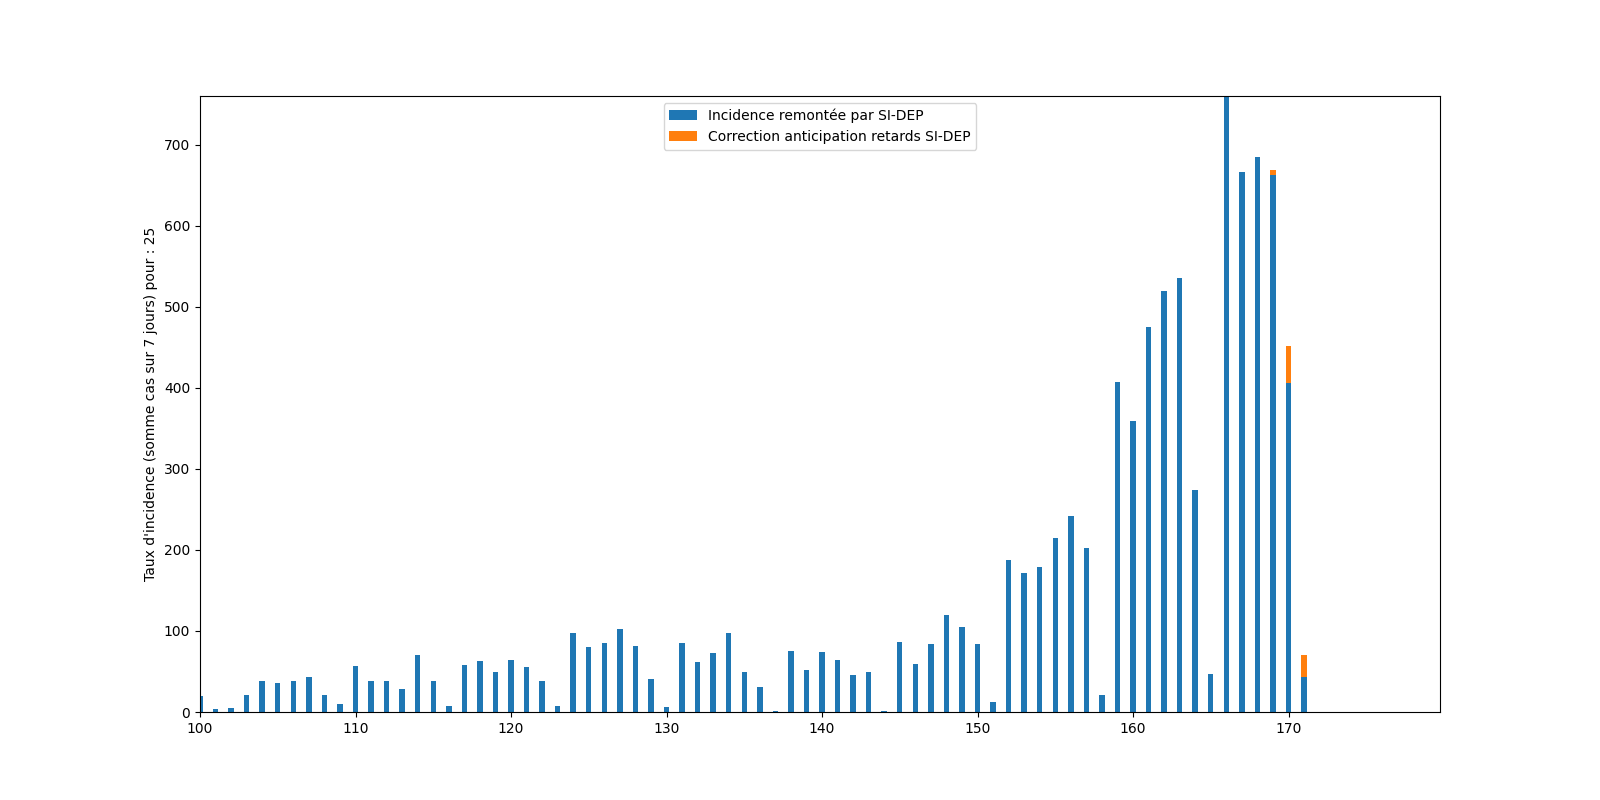 Incidence remontée par SI-DEP
Correction anticipation retards SI-DEP
Taux d'incidence (somme cas sur 7 jours) pour : 25
700
600
500
400
300
200
100
0
100 110 120 130 140 150 160 170